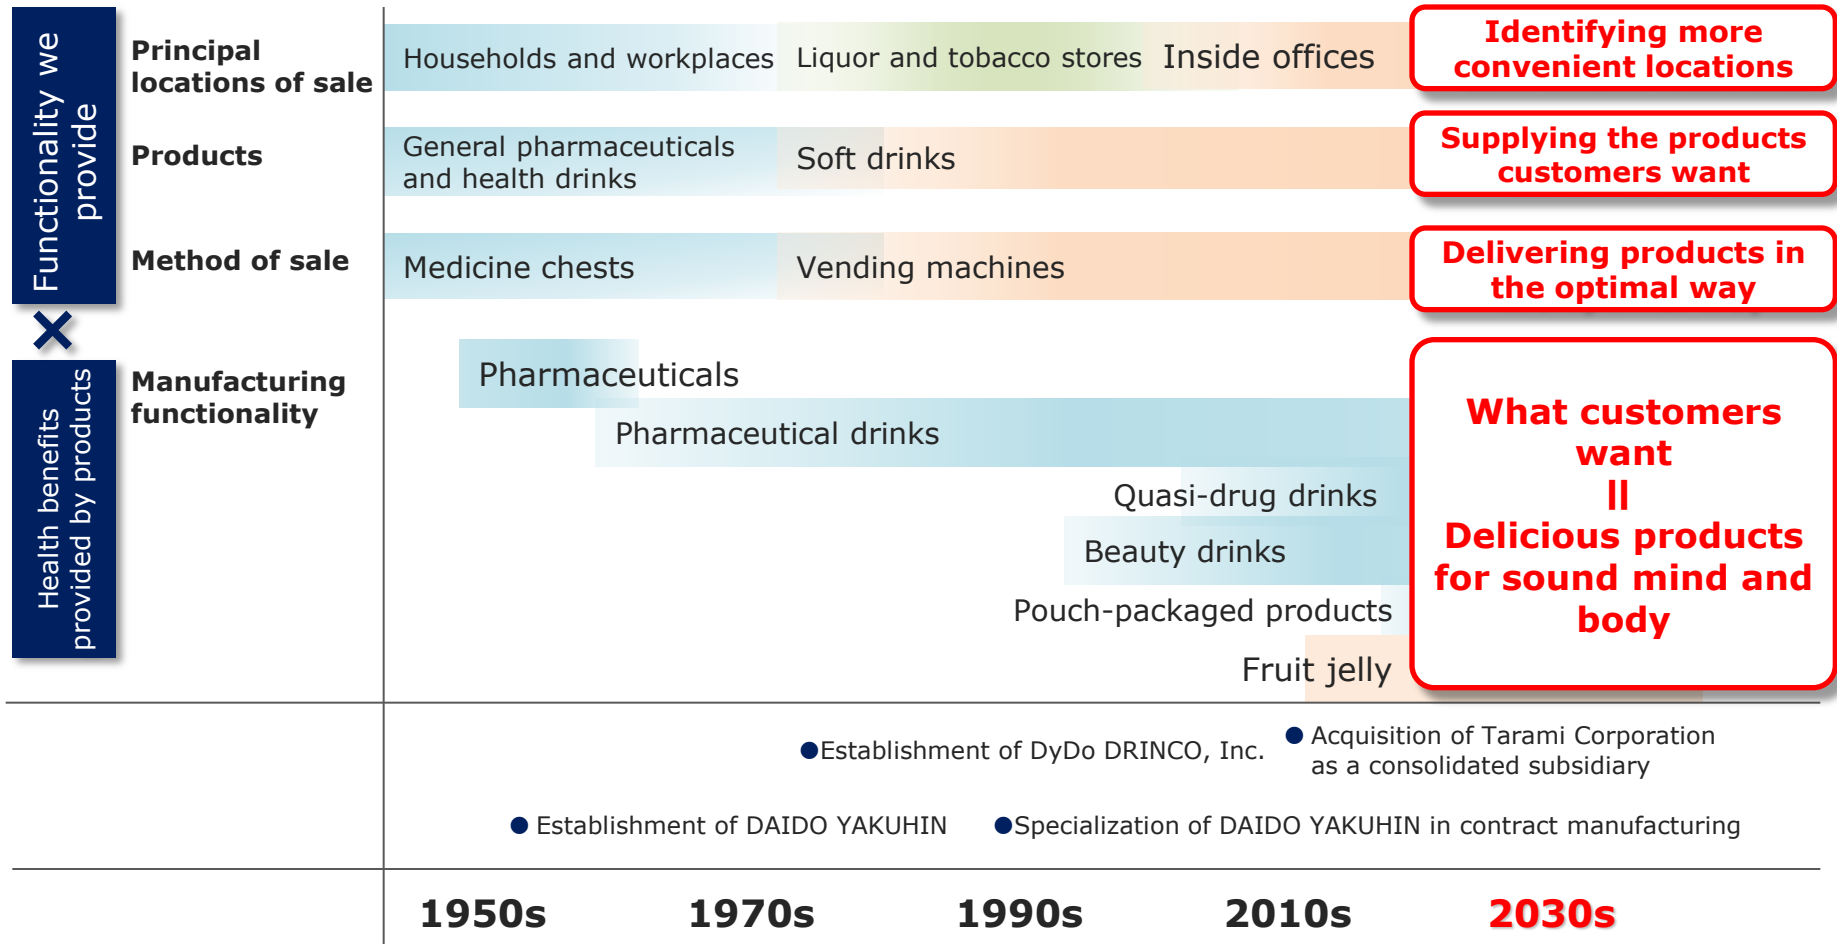 Functionality we
provide
Principal
locations of sale
Households and workplaces
Liquor and tobacco stores
Inside offices
Identifying more
convenient locations
Products
General pharmaceuticals
and health drinks
Soft drinks
Supplying the products
customers want
Method of sale
Medicine chests
Vending machines
Delivering products in
the optimal way
×
Health benefits
provided by products
Manufacturing
functionality
Pharmaceuticals
Pharmaceutical drinks
Quasi-drug drinks
Beauty drinks
Pouch-packaged products
Fruit jelly
What customers
want
=
Delicious products
for sound mind and
body
●Establishment of DyDo DRINCO, Inc.
● Acquisition of Tarami Corporation
as a consolidated subsidiary
● Establishment of DAIDO YAKUHIN
●Specialization of DAIDO YAKUHIN in contract manufacturing
1950s
1970s
1990s
2010s
2030s